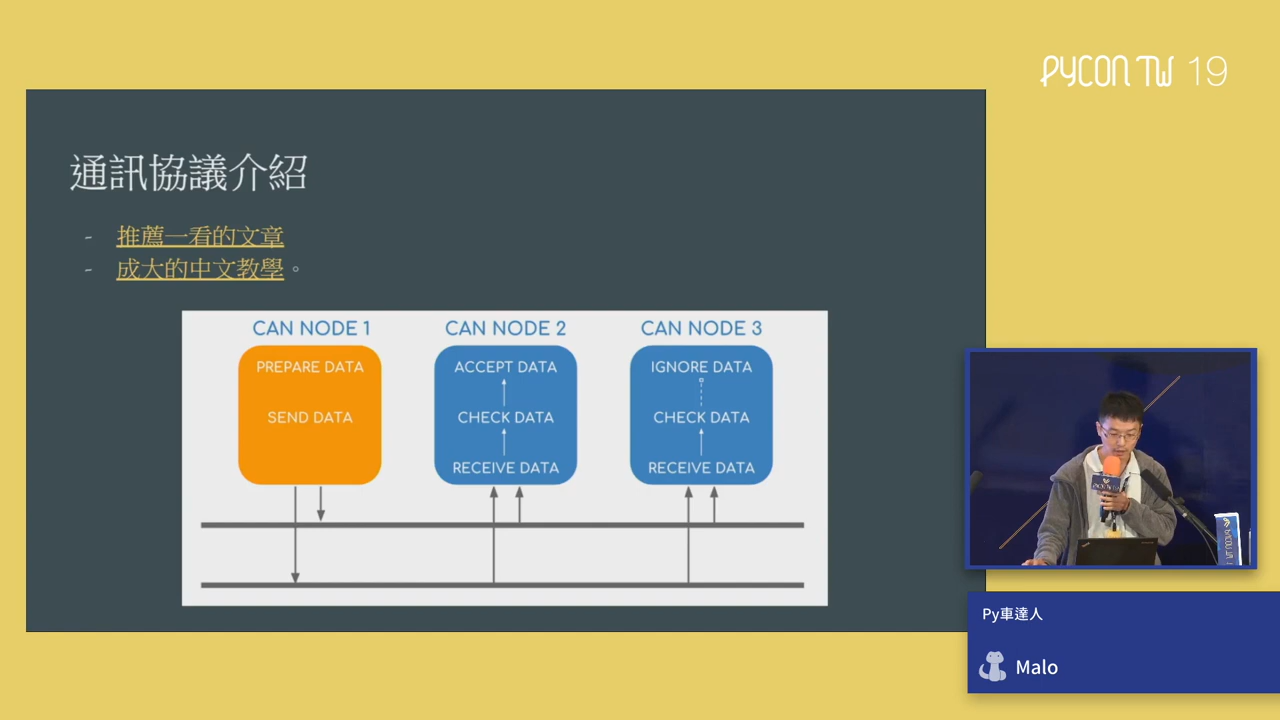 PYCON TW 19
通訊協議介紹
- 推薦一看的文章
- 成大的中文教學。
CAN NODE 1
PREPARE DATA
SEND DATA
CAN NODE 2
ACCEPT DATA
CHECK DATA
RECEIVE DATA
CAN NODE 3
IGNORE DATA
CHECK DATA
RECEIVE DATA
Py車達人
Malo